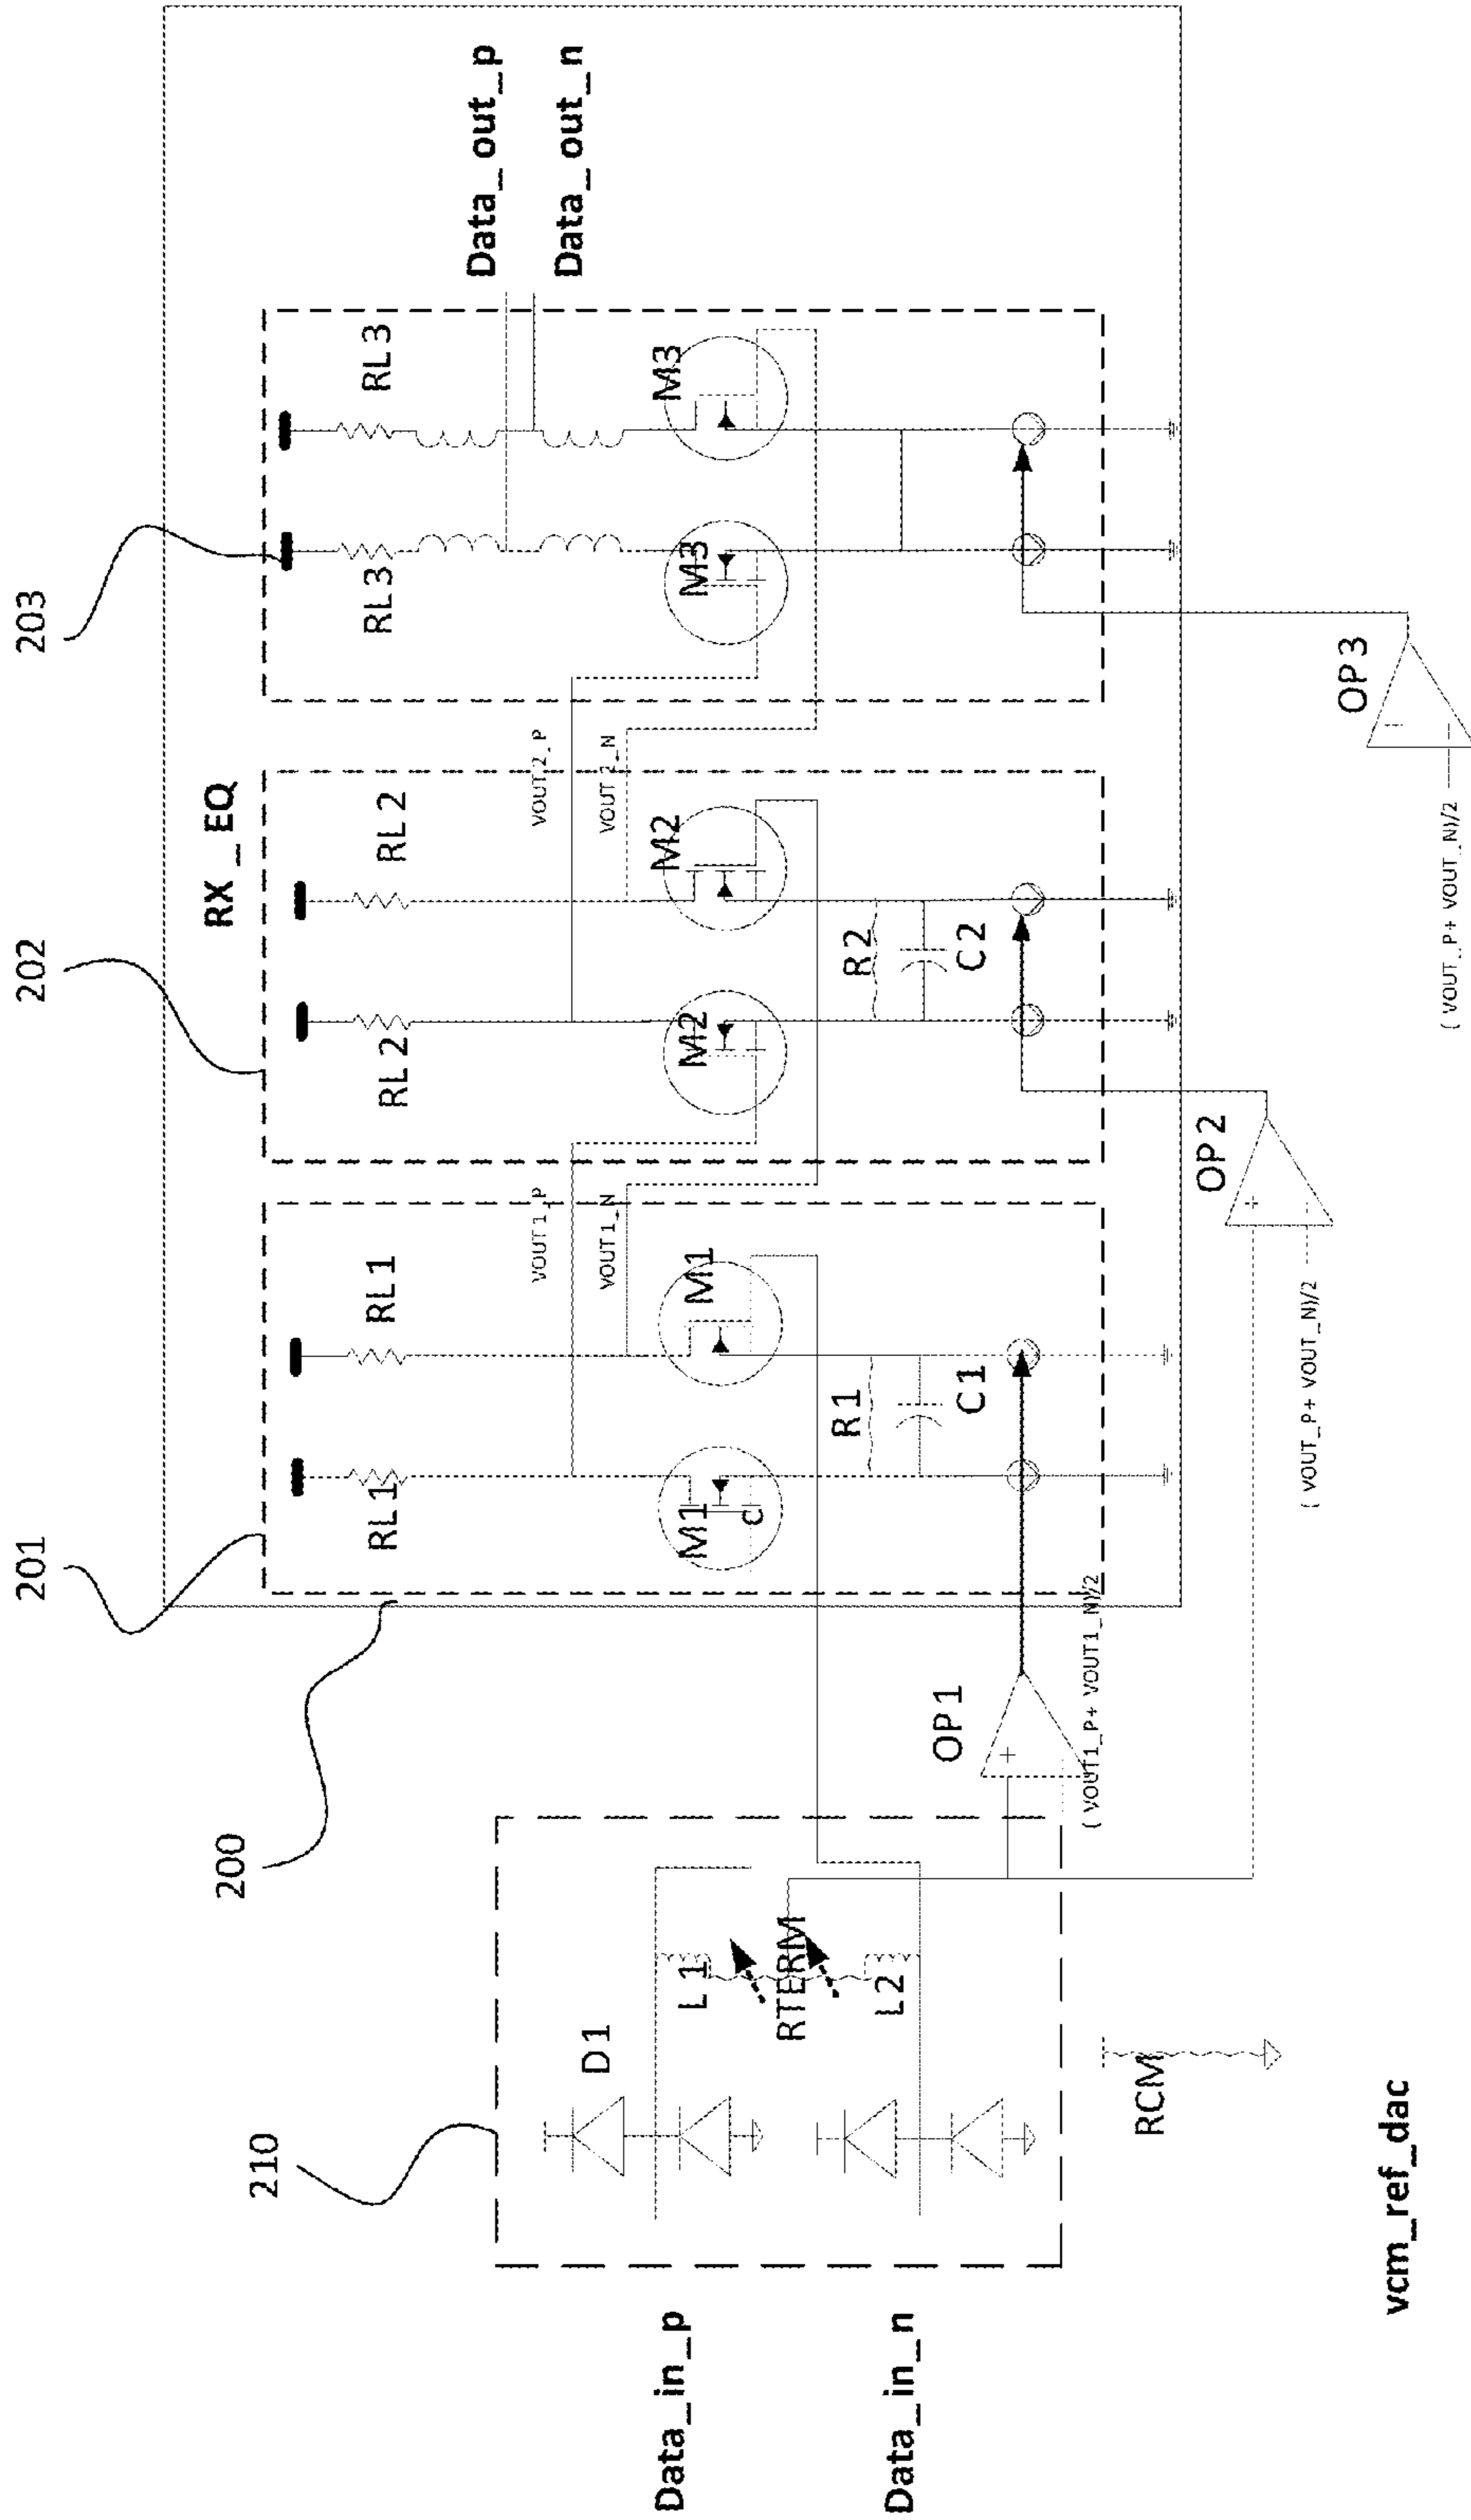 203
202
201
200
210
RX_EQ
Data_out_p
Data_out_n
RL3
RL3
M3
M3
RL2
RL2
M2
M2
R2
C2
VOUT2_P
VOUT2_N
RL1
RL1
M1
M1
C
R1
C1
VOUT1_P
VOUT1_N
OP1
+
( VOUT1_P+ VOUT1_N)/2
OP2
+
( VOUT_P+ VOUT_N)/2
OP3
( VOUT_P+ VOUT_N)/2
D1
L1
RTERM
L2
RCM
Data_in_p
Data_in_n
vcm_ref_dac